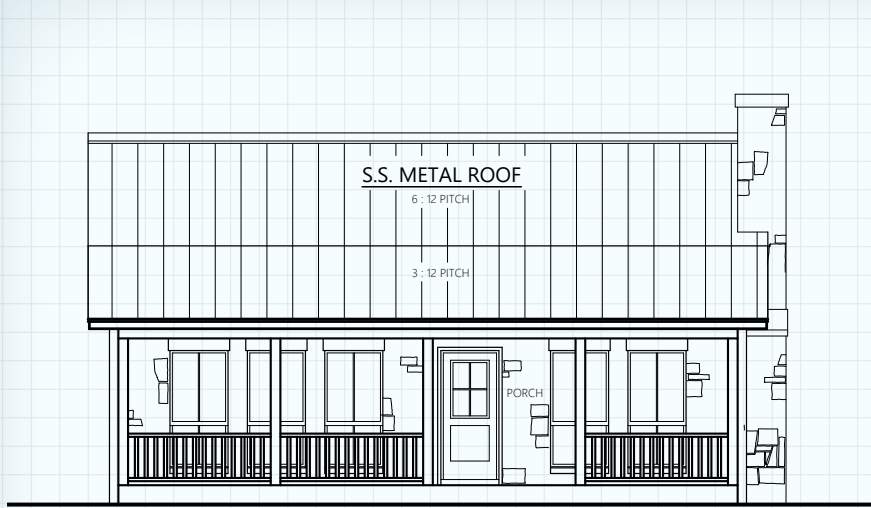 S.S. METAL ROOF
6 : 12 PITCH
3 : 12 PITCH
PORCH